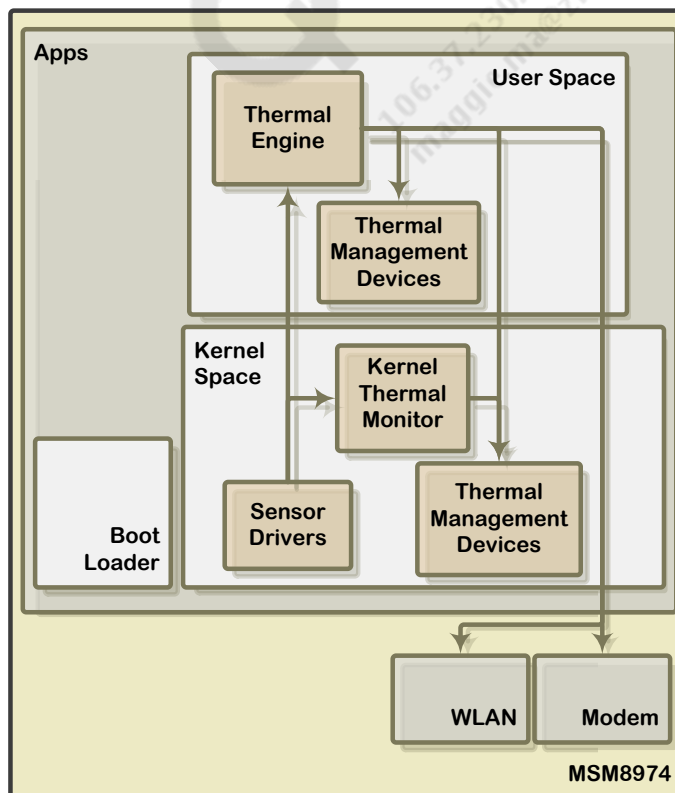 Apps
User Space
Thermal
Engine
Thermal
Management
Devices
Kernel
Space
Kernel
Thermal
Monitor
Sensor
Drivers
Thermal
Management
Devices
Boot
Loader
WLAN
Modem
MSM8974